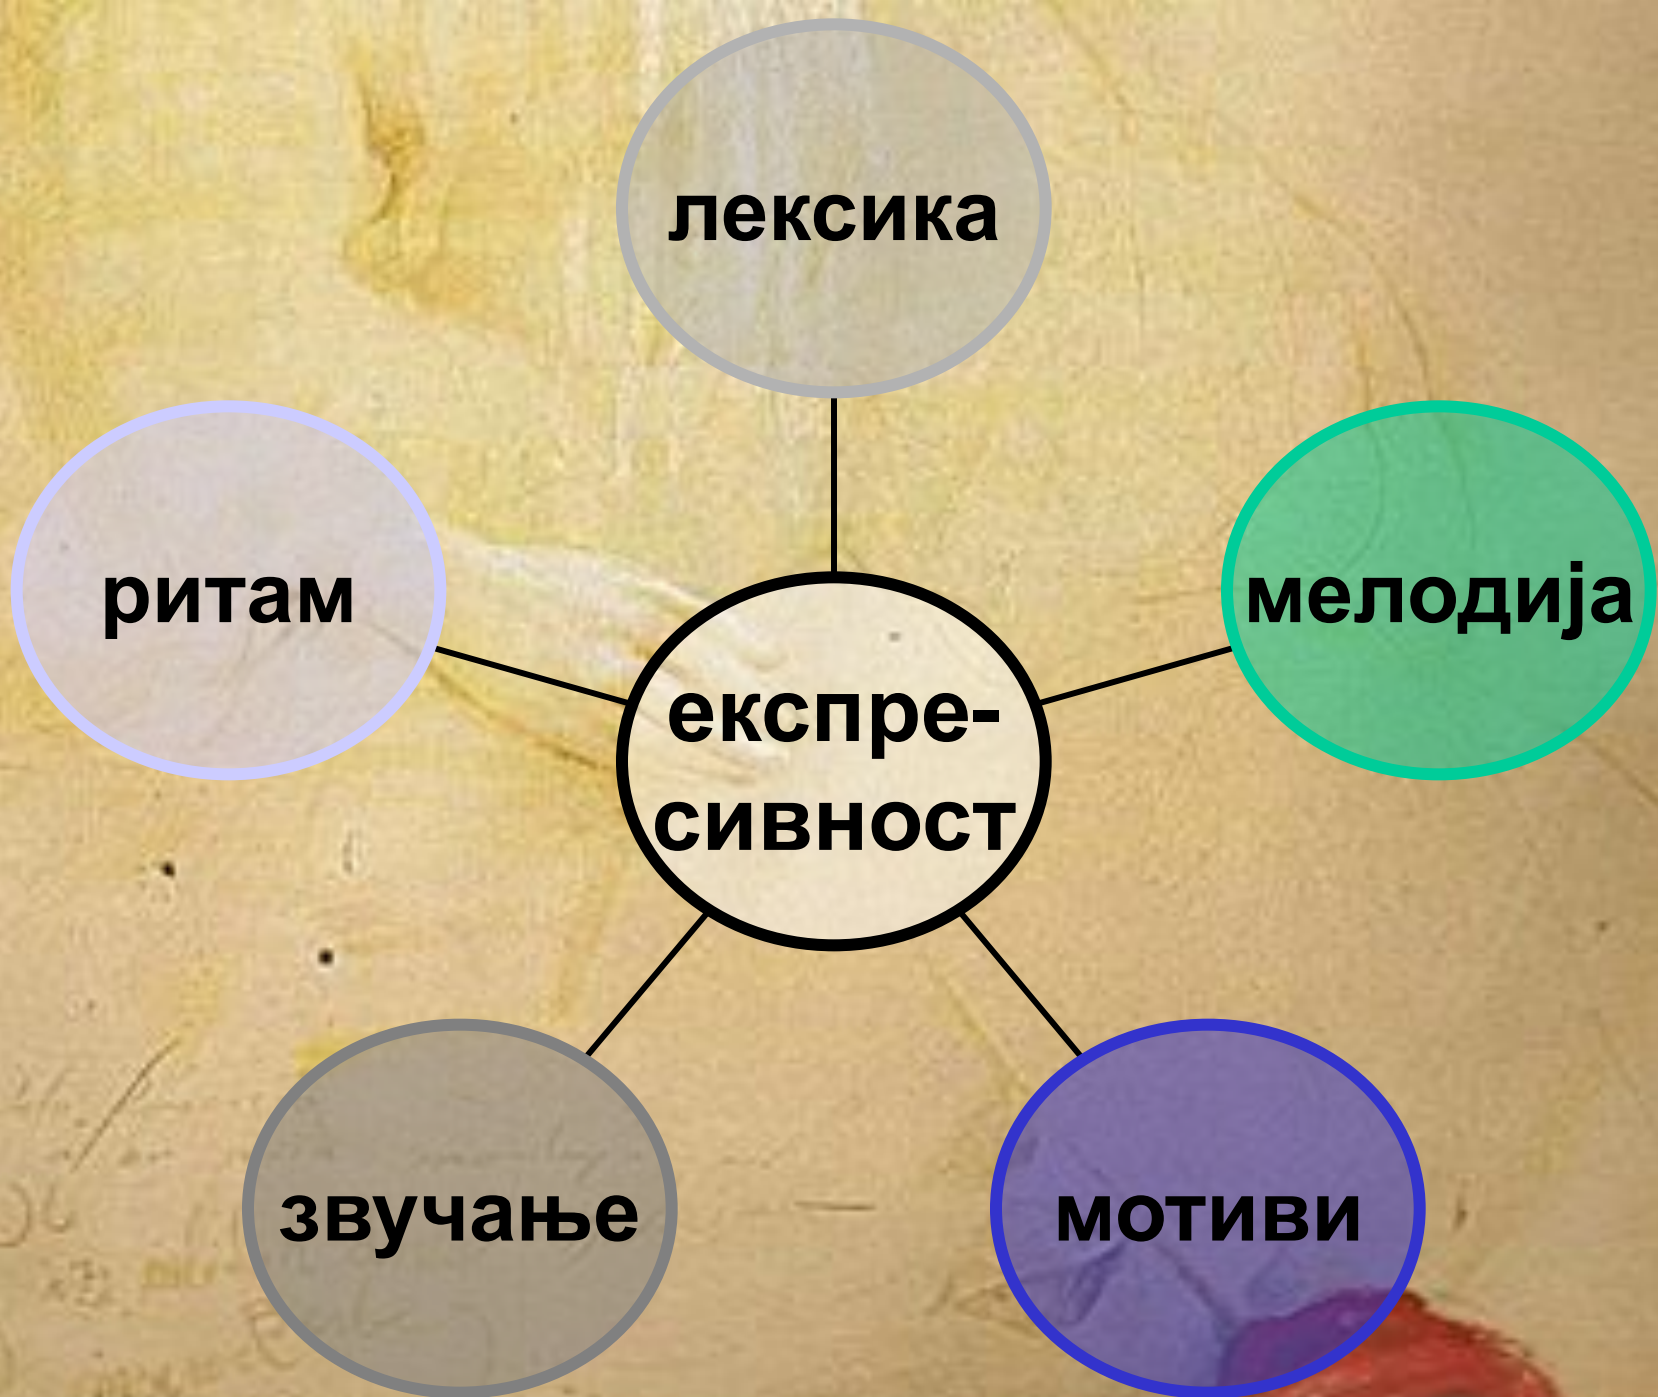 лексика
ритам
мелодија
експре-
сивност
звучање
мотиви